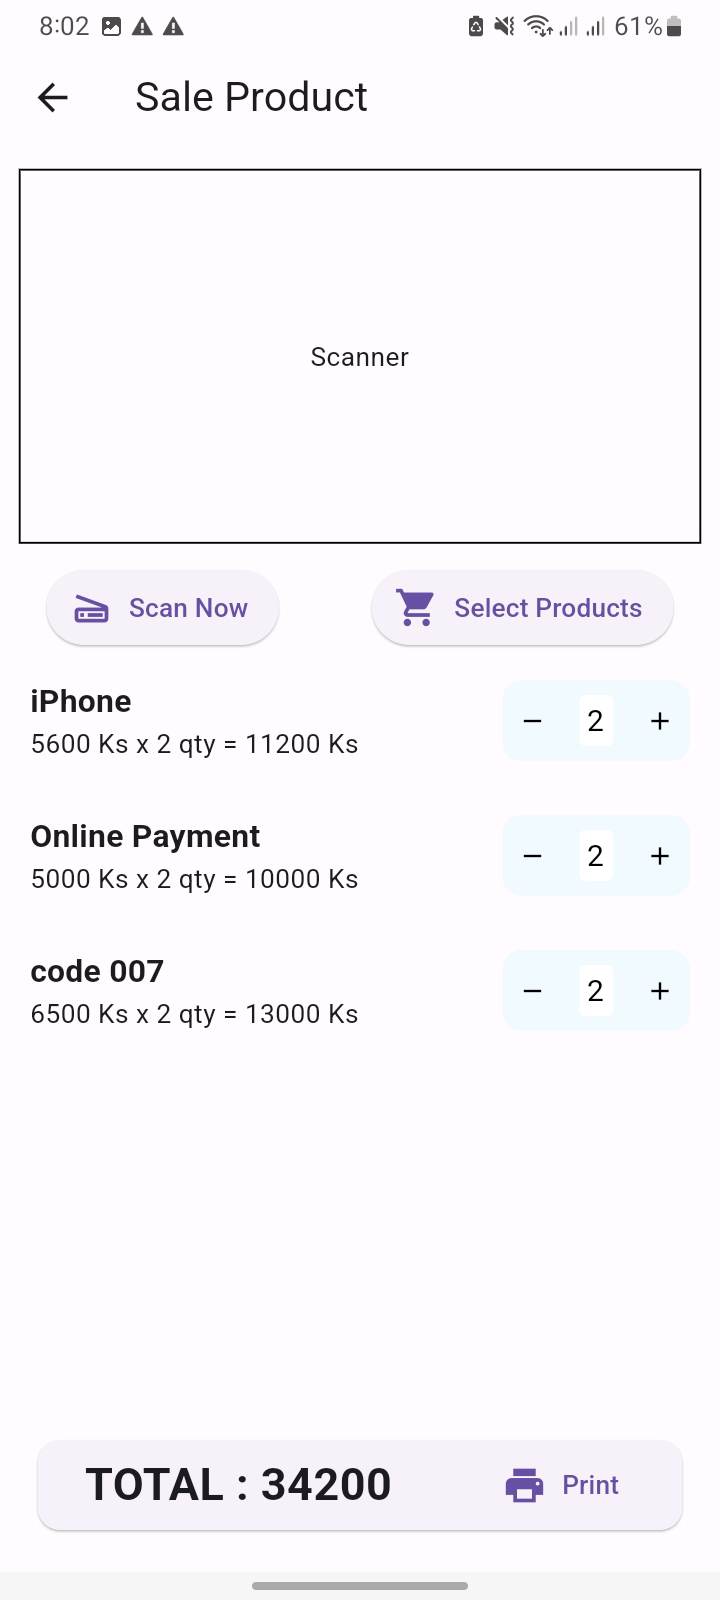 8:02 61%
Sale Product
Scanner
Scan Now Select Products
iPhone
5600 Ks x 2 qty = 11200 Ks
− 2 +
Online Payment
5000 Ks x 2 qty = 10000 Ks
− 2 +
code 007
6500 Ks x 2 qty = 13000 Ks
− 2 +
TOTAL : 34200 Print